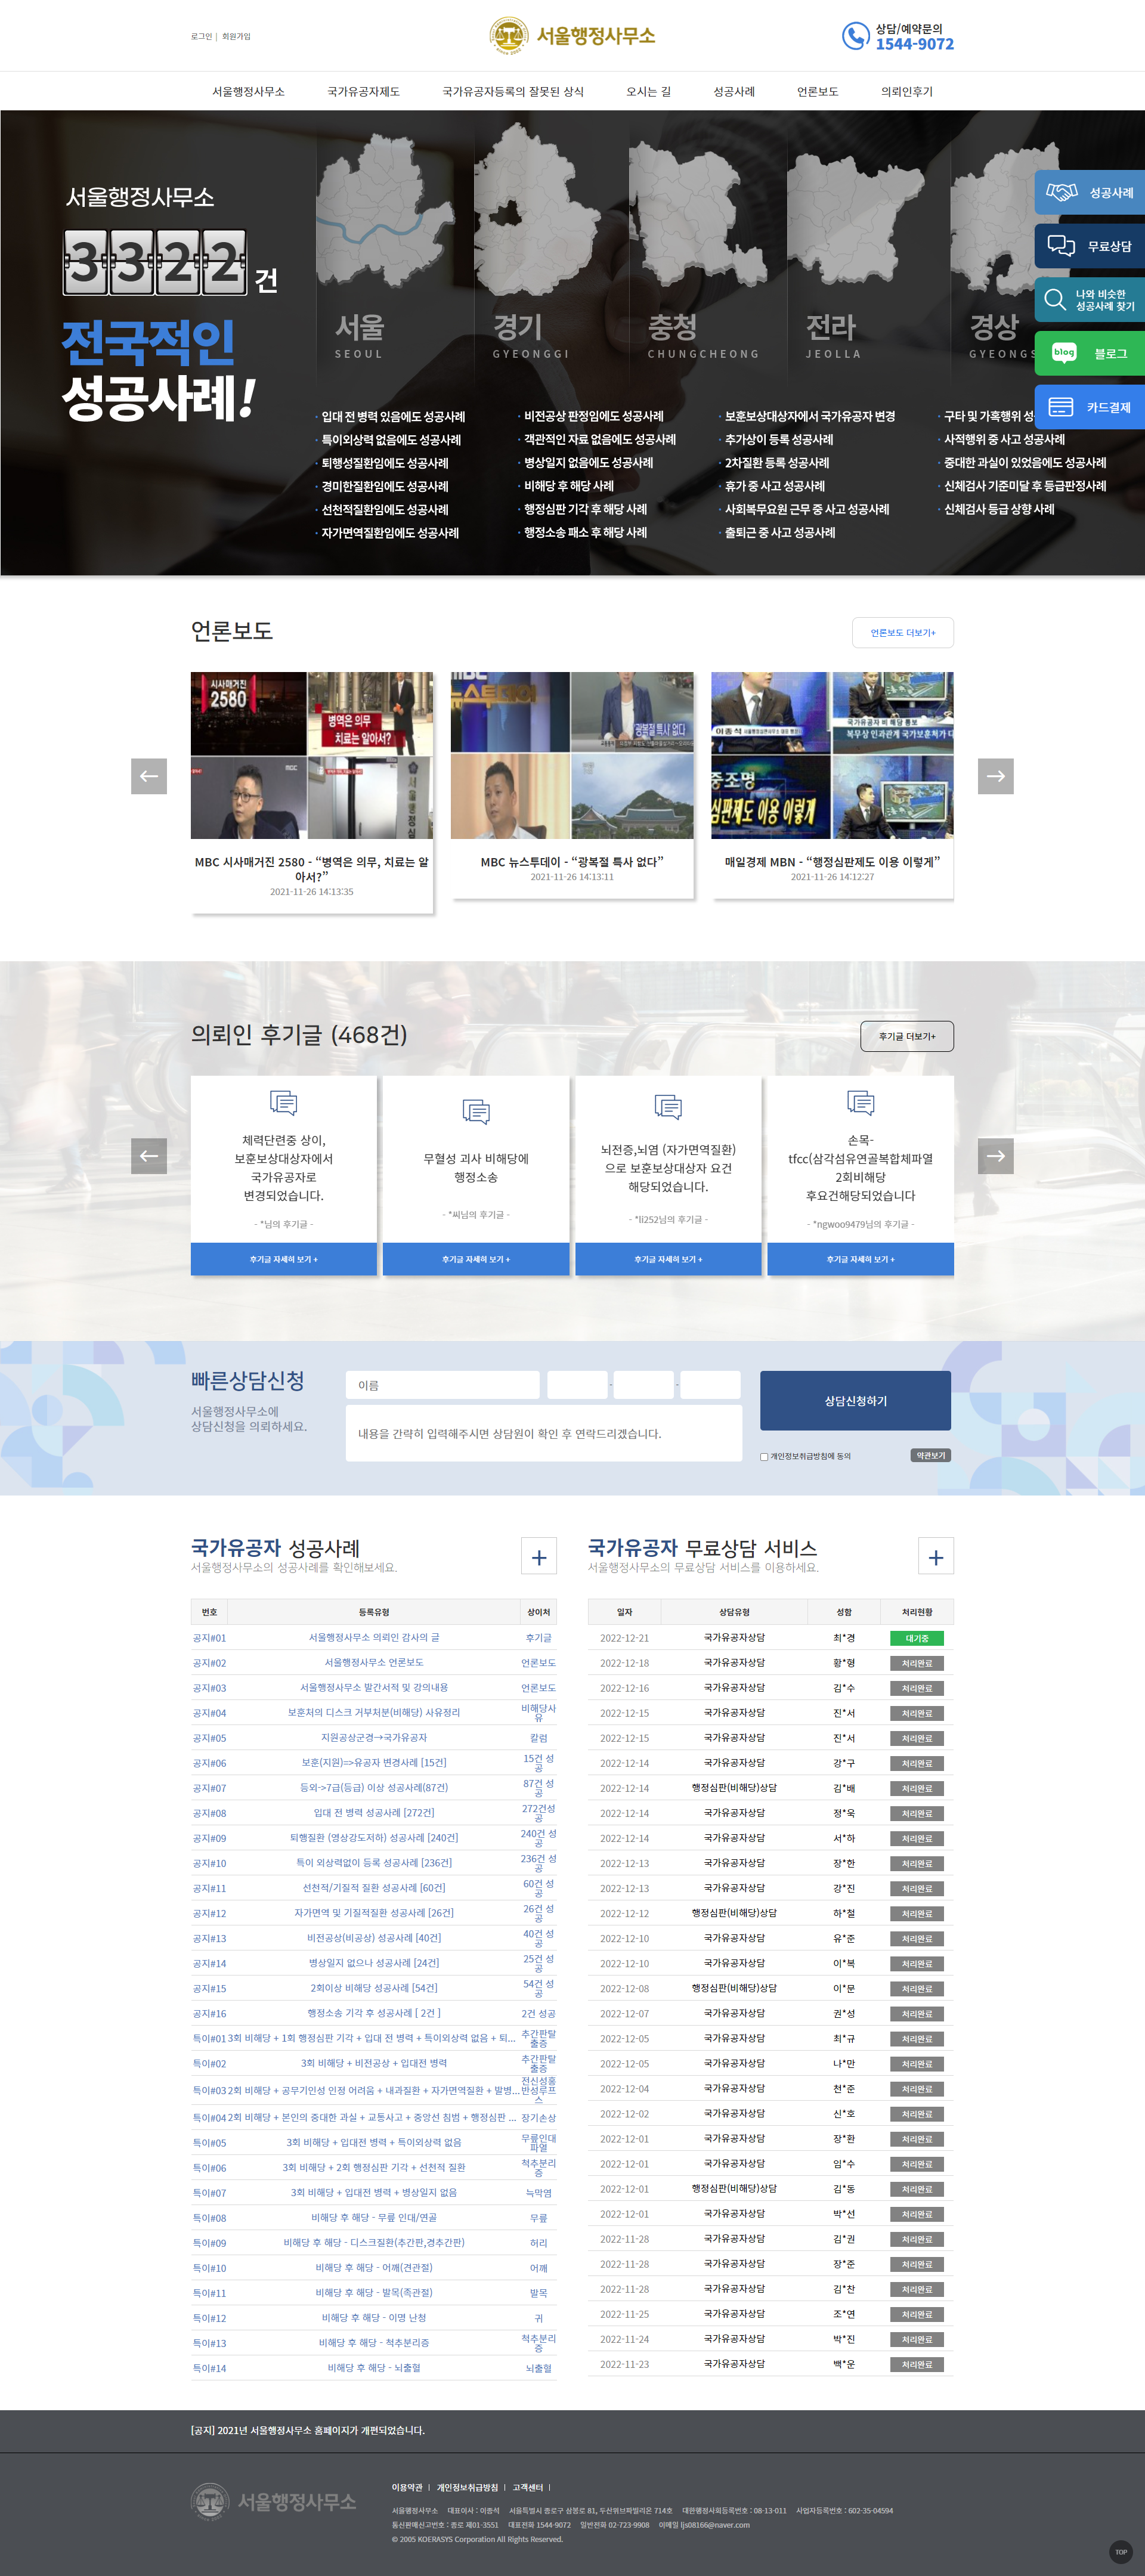 로그인 | 회원가입
서울행정사무소
상담/예약문의
1544-9072
서울행정사무소 국가유공자제도 국가유공자등록의 잘못된 상식 오시는 길 성공사례 언론보도 의뢰인후기
서울행정사무소
3322 건
전국적인
성공사례!
서울
SEOUL
경기
GYEONGGI
충청
CHUNGCHEONG
전라
JEOLLA
경상
성공사례
무료상담
나와 비슷한
성공사례 찾기
blog 블로그
카드결제
· 입대 전 병력 있음에도 성공사례
· 특이외상력 없음에도 성공사례
· 퇴행성질환임에도 성공사례
· 경미한질환임에도 성공사례
· 선천적질환임에도 성공사례
· 자가면역질환임에도 성공사례
· 비전공상 판정임에도 성공사례
· 객관적인 자료 없음에도 성공사례
· 병상일지 없음에도 성공사례
· 비해당 후 해당 사례
· 행정심판 기각 후 해당 사례
· 행정소송 패소 후 해당 사례
· 보훈보상대상자에서 국가유공자 변경
· 추가상이 등록 성공사례
· 2차질환 등록 성공사례
· 휴가 중 사고 성공사례
· 사회복무요원 근무 중 사고 성공사례
· 출퇴근 중 사고 성공사례
· 구타 및 가혹행위
· 사적행위 중 사고 성공사례
· 중대한 과실이 있었음에도 성공사례
· 신체검사 기준미달 후 등급판정사례
· 신체검사 등급 상향 사례
언론보도
언론보도 더보기+
시사매거진
2580
병역은 의무
치료는 알아서?
MBC 시사매거진 2580 - “병역은 의무, 치료는 알
아서?”
2021-11-26 14:13:35
뉴스투데이
광복절 특사 없다
MBC 뉴스투데이 - “광복절 특사 없다”
2021-11-26 14:13:11
이종석
국가유공자 비 해당 통보
집중조명
심판제도 이용 이렇게
매일경제 MBN - “행정심판제도 이용 이렇게”
2021-11-26 14:12:27
의뢰인 후기글 (468건)
후기글 더보기+
체력단련중 상이,
보훈보상대상자에서
국가유공자로
변경되었습니다.
- *님의 후기글 -
후기글 자세히 보기 +
무혈성 괴사 비해당에
행정소송
- *씨님의 후기글 -
후기글 자세히 보기 +
뇌전증,뇌염 (자가면역질환)
으로 보훈보상대상자 요건
해당되었습니다.
- *li252님의 후기글 -
후기글 자세히 보기 +
손목-
tfcc(삼각섬유연골복합체파열
2회비해당
후요건해당되었습니다
- *ngwoo9479님의 후기글 -
후기글 자세히 보기 +
빠른상담신청
서울행정사무소에
상담신청을 의뢰하세요.
이름
- -
내용을 간략히 입력해주시면 상담원이 확인 후 연락드리겠습니다.
상담신청하기
개인정보취급방침에 동의
약관보기
국가유공자 성공사례
서울행정사무소의 성공사례를 확인해보세요.
+
번호 등록유형 상이처
공지#01 서울행정사무소 의뢰인 감사의 글 후기글
공지#02 서울행정사무소 언론보도 언론보도
공지#03 서울행정사무소 발간서적 및 강의내용 언론보도
공지#04 보훈처의 디스크 거부처분(비해당) 사유정리 비해당사유
공지#05 지원공상군경→국가유공자 칼럼
공지#06 보훈(지원)=>유공자 변경사례 [15건] 15건 성공
공지#07 등외->7급(등급) 이상 성공사례(87건) 87건 성공
공지#08 입대 전 병력 성공사례 [272건] 272건성공
공지#09 퇴행질환 (영상강도저하) 성공사례 [240건] 240건 성공
공지#10 특이 외상력없이 등록 성공사례 [236건] 236건 성공
공지#11 선천적/기질적 질환 성공사례 [60건] 60건 성공
공지#12 자가면역 및 기질적질환 성공사례 [26건] 26건 성공
공지#13 비전공상(비공상) 성공사례 [40건] 40건 성공
공지#14 병상일지 없으나 성공사례 [24건] 25건 성공
공지#15 2회이상 비해당 성공사례 [54건] 54건 성공
공지#16 행정소송 기각 후 성공사례 [ 2건 ] 2건 성공
특이#01 3회 비해당 + 1회 행정심판 기각 + 입대 전 병력 + 특이외상력 없음 + 퇴... 추간판탈출증
특이#02 3회 비해당 + 비전공상 + 입대전 병력 추간판탈출증
특이#03 2회 비해당 + 공무기인성 인정 어려움 + 내과질환 + 자가면역질환 + 발병... 전신성홍반성루프스
특이#04 2회 비해당 + 본인의 중대한 과실 + 교통사고 + 중앙선 침범 + 행정심판 ... 장기손상
특이#05 3회 비해당 + 입대전 병력 + 특이외상력 없음 무릎인대파열
특이#06 3회 비해당 + 2회 행정심판 기각 + 선천적 질환 척추분리증
특이#07 3회 비해당 + 입대전 병력 + 병상일지 없음 늑막염
특이#08 비해당 후 해당 - 무릎 인대/연골 무릎
특이#09 비해당 후 해당 - 디스크질환(추간판,경추간판) 허리
특이#10 비해당 후 해당 - 어깨(견관절) 어깨
특이#11 비해당 후 해당 - 발목(족관절) 발목
특이#12 비해당 후 해당 - 이명 난청 귀
특이#13 비해당 후 해당 - 척추분리증 척추분리증
특이#14 비해당 후 해당 - 뇌출혈 뇌출혈
국가유공자 무료상담 서비스
서울행정사무소의 무료상담 서비스를 이용하세요.
+
일자 상담유형 성함 처리현황
2022-12-21 국가유공자상담 최*경 대기중
2022-12-18 국가유공자상담 황*형 처리완료
2022-12-16 국가유공자상담 김*수 처리완료
2022-12-15 국가유공자상담 진*서 처리완료
2022-12-15 국가유공자상담 진*서 처리완료
2022-12-14 국가유공자상담 강*구 처리완료
2022-12-14 행정심판(비해당)상담 김*배 처리완료
2022-12-14 국가유공자상담 정*욱 처리완료
2022-12-14 국가유공자상담 서*하 처리완료
2022-12-13 국가유공자상담 장*한 처리완료
2022-12-13 국가유공자상담 강*진 처리완료
2022-12-12 행정심판(비해당)상담 하*철 처리완료
2022-12-10 국가유공자상담 유*준 처리완료
2022-12-10 국가유공자상담 이*복 처리완료
2022-12-08 행정심판(비해당)상담 이*문 처리완료
2022-12-07 국가유공자상담 권*성 처리완료
2022-12-05 국가유공자상담 최*규 처리완료
2022-12-05 국가유공자상담 나*만 처리완료
2022-12-04 국가유공자상담 천*준 처리완료
2022-12-02 국가유공자상담 신*호 처리완료
2022-12-01 국가유공자상담 장*환 처리완료
2022-12-01 국가유공자상담 임*수 처리완료
2022-12-01 행정심판(비해당)상담 김*동 처리완료
2022-12-01 국가유공자상담 박*선 처리완료
2022-11-28 국가유공자상담 김*권 처리완료
2022-11-28 국가유공자상담 장*준 처리완료
2022-11-28 국가유공자상담 김*찬 처리완료
2022-11-25 국가유공자상담 조*연 처리완료
2022-11-24 국가유공자상담 박*진 처리완료
2022-11-23 국가유공자상담 백*운 처리완료
[공지] 2021년 서울행정사무소 홈페이지가 개편되었습니다.
서울행정사무소
이용약관 | 개인정보취급방침 | 고객센터 |
서울행정사무소 대표이사 : 이종석 서울특별시 종로구 삼봉로 81, 두산위브파빌리온 714호 대한행정사회등록번호 : 08-13-011 사업자등록번호 : 602-35-04594
통신판매신고번호 : 종로 제01-3551 대표전화 1544-9072 일반전화 02-723-9908 이메일 ljs08166@naver.com
© 2005 KOERASYS Corporation All Rights Reserved.
TOP